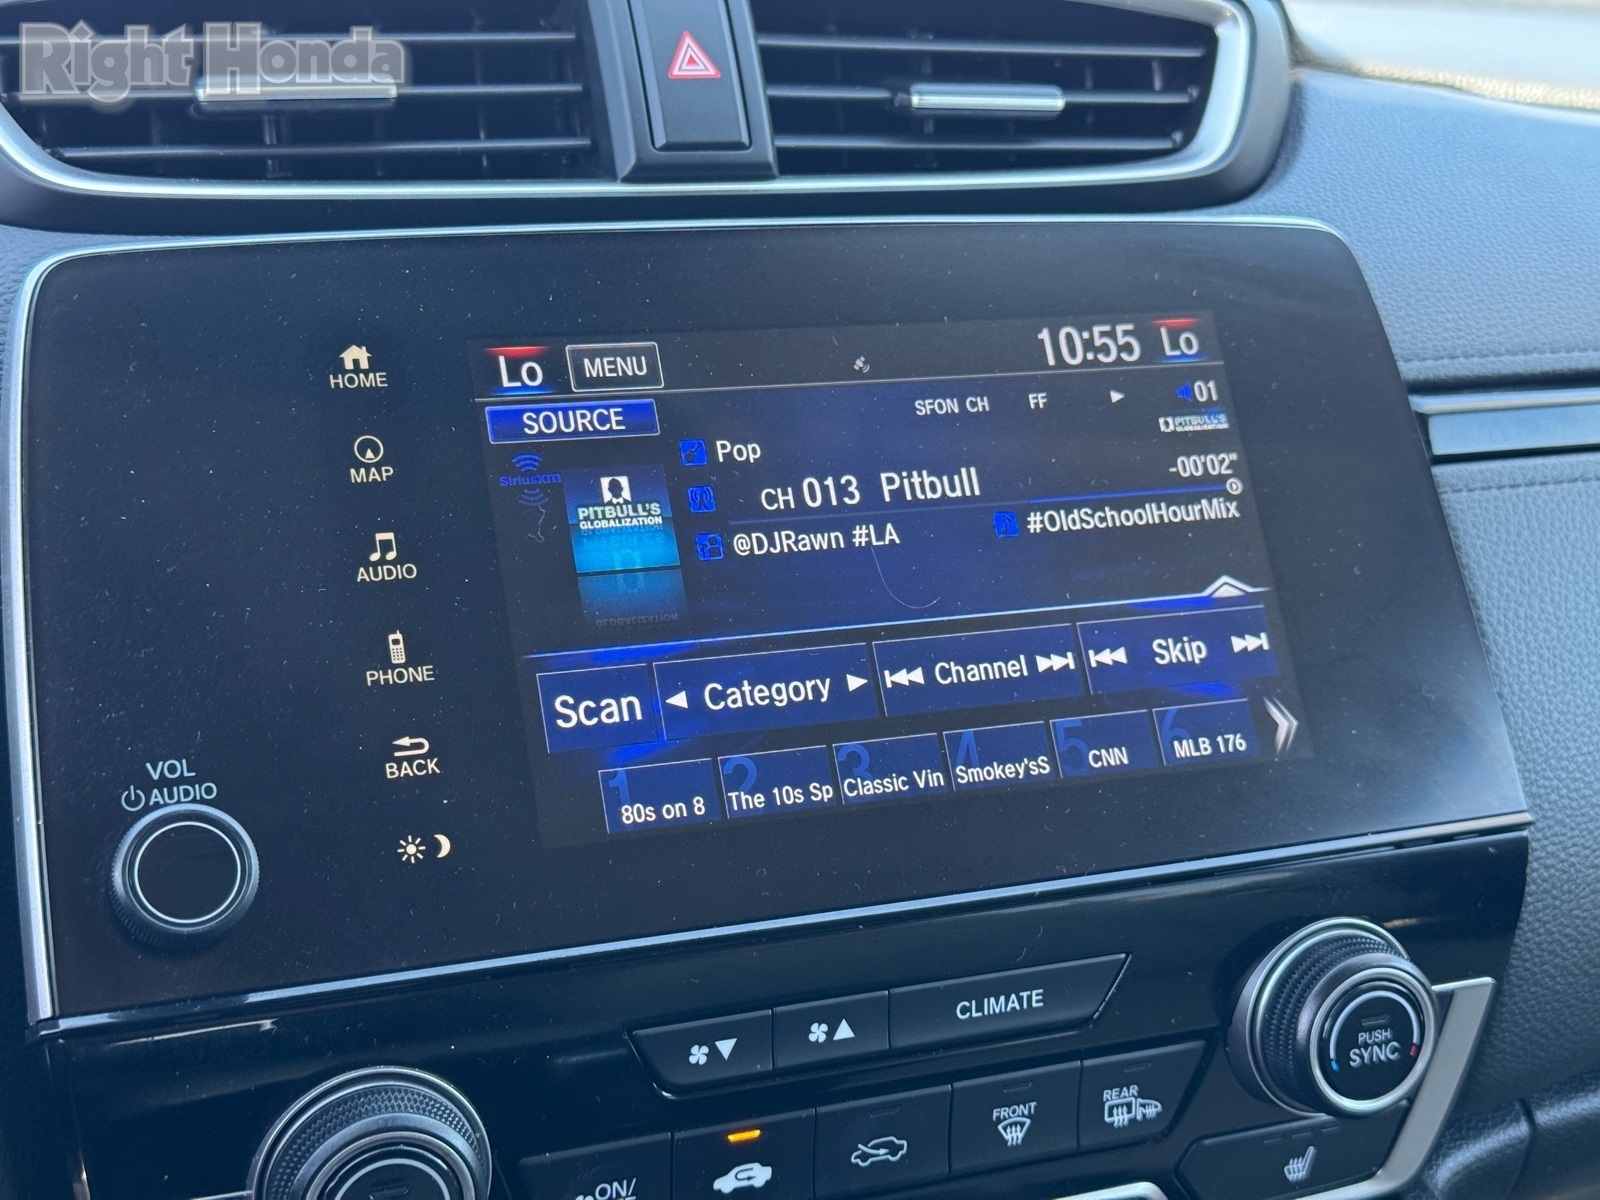 Right Honda
Lo
MENU
10:55
Lo
SOURCE
SFON CH
FF
01
SiriusXM
PITBULL'S
GLOBALIZATION
PITBULL'S
GLOBALIZATION
Pop
CH 013 Pitbull
-00'02"
@DJRawn #LA
#OldSchoolHourMix
Scan
Category
Channel
Skip
1
80s on 8
2
The 10s Sp
3
Classic Vin
4
Smokey'sS
5
CNN
6
MLB 176
HOME
MAP
AUDIO
PHONE
BACK
VOL
AUDIO
CLIMATE
PUSH
SYNC
FRONT
REAR
ON/